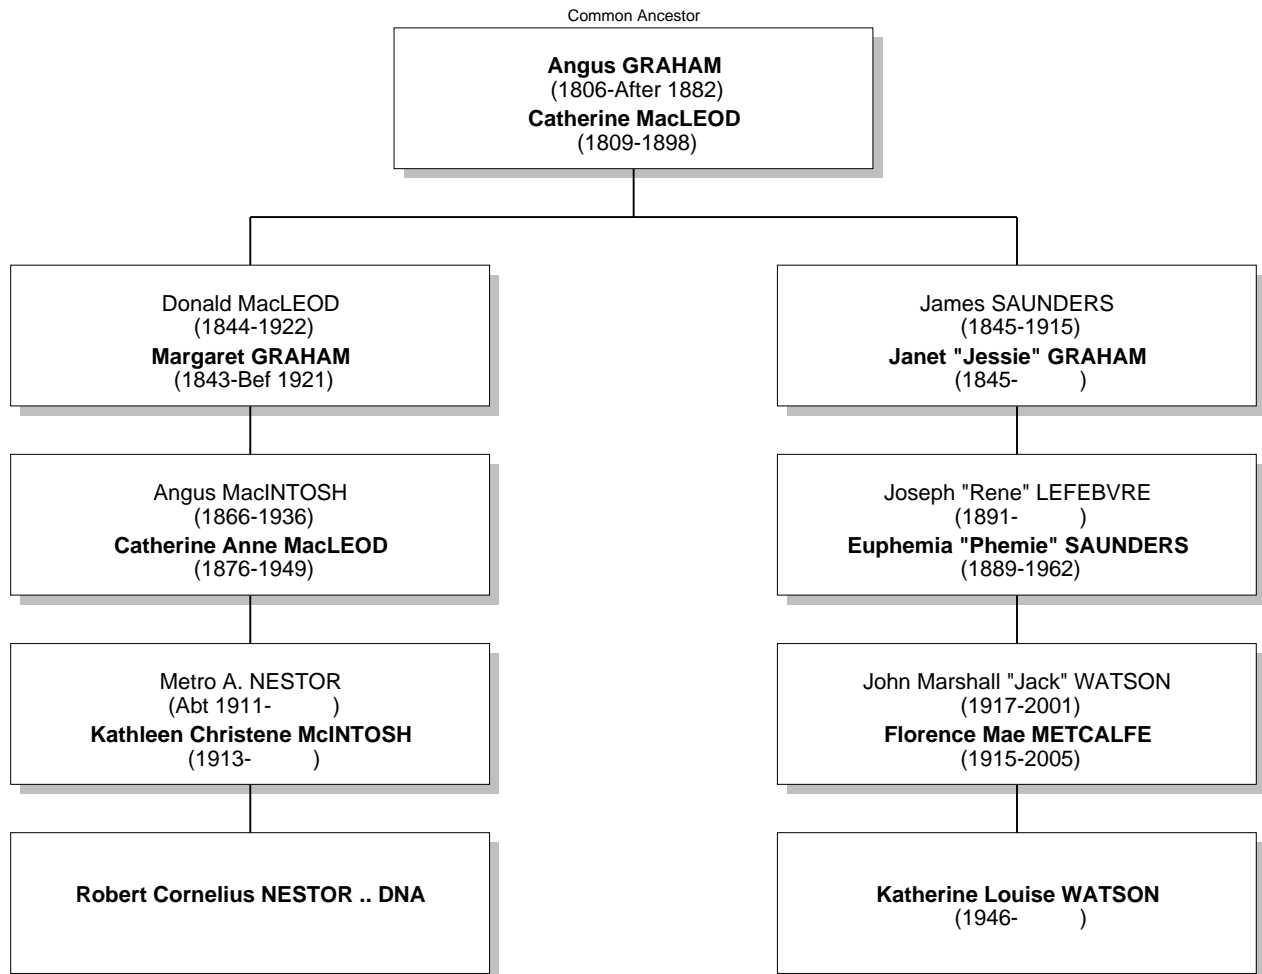 Common Ancestor
Angus GRAHAM
(1806-After 1882)
Catherine MacLEOD
(1809-1898)
Donald MacLEOD
(1844-1922)
Margaret GRAHAM
(1843-Bef 1921)
James SAUNDERS
(1845-1915)
Janet "Jessie" GRAHAM
(1845- )
Angus MacINTOSH
(1866-1936)
Catherine Anne MacLEOD
(1876-1949)
Joseph "Rene" LEFEBVRE
(1891- )
Euphemia "Phemie" SAUNDERS
(1889-1962)
Metro A. NESTOR
(Abt 1911- )
Kathleen Christene McINTOSH
(1913- )
John Marshall "Jack" WATSON
(1917-2001)
Florence Mae METCALFE
(1915-2005)
Robert Cornelius NESTOR .. DNA
Katherine Louise WATSON
(1946- )